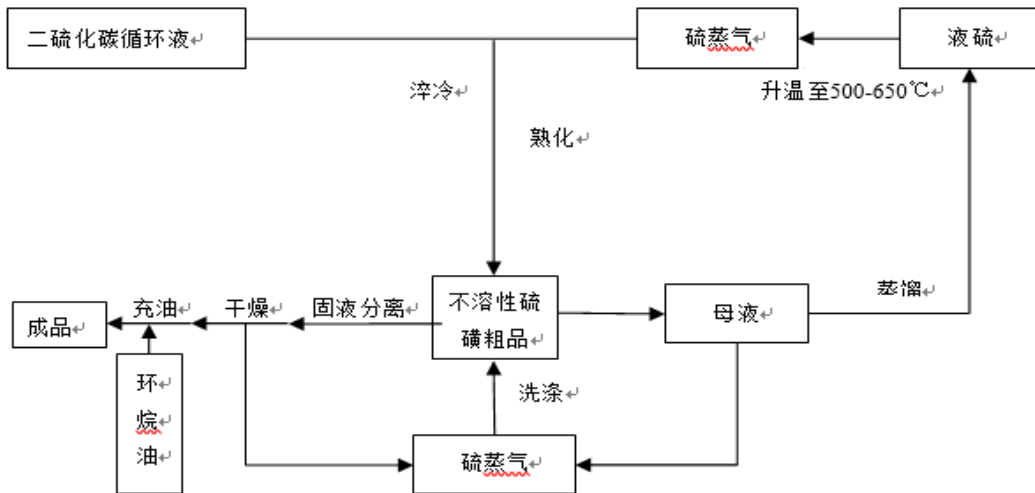 二硫化碳循环液↵
硫蒸气↵
液硫↵
淬冷↵
升温至500-650℃↵
熟化↵
不溶性硫
磺粗品↵
蒸馏↵
充油↵
干燥↵
固液分离↵
成品↵
母液↵
洗涤↵
环↵
烷↵
油↵
硫蒸气↵